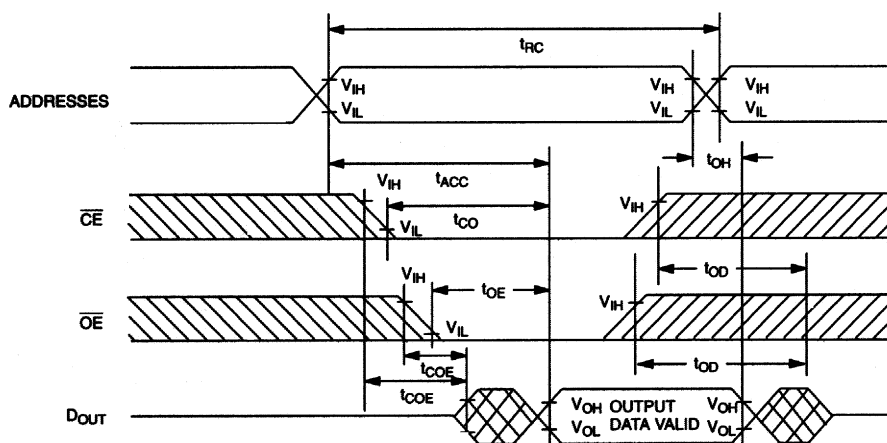 tRC
ADDRESSES
VIH VIH VIH
VIL VIL VIL
tOH
tACC
CE VIH tCO VIL VIH
tOD
OE VIH tOE VIL VIH
tOD
tCOE
tCOE
DOUT VOH OUTPUT VOH
VOL DATA VALID VOL